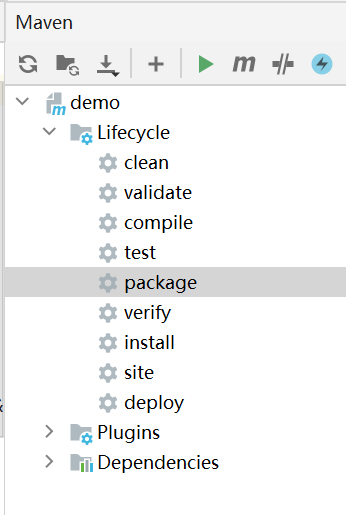 Maven
demo
Lifecycle
clean
validate
compile
test
package
verify
install
site
deploy
Plugins
Dependencies